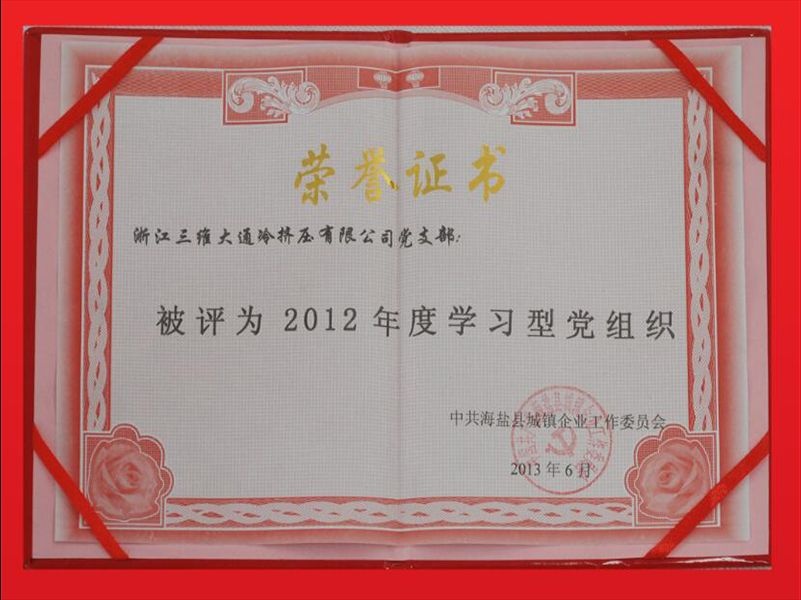 荣誉证书
浙江三维大通冷挤压有限公司党支部:
被评为 2012 年度学习型党组织
中共海盐县城镇企业工作委员会
2013 年 6 月